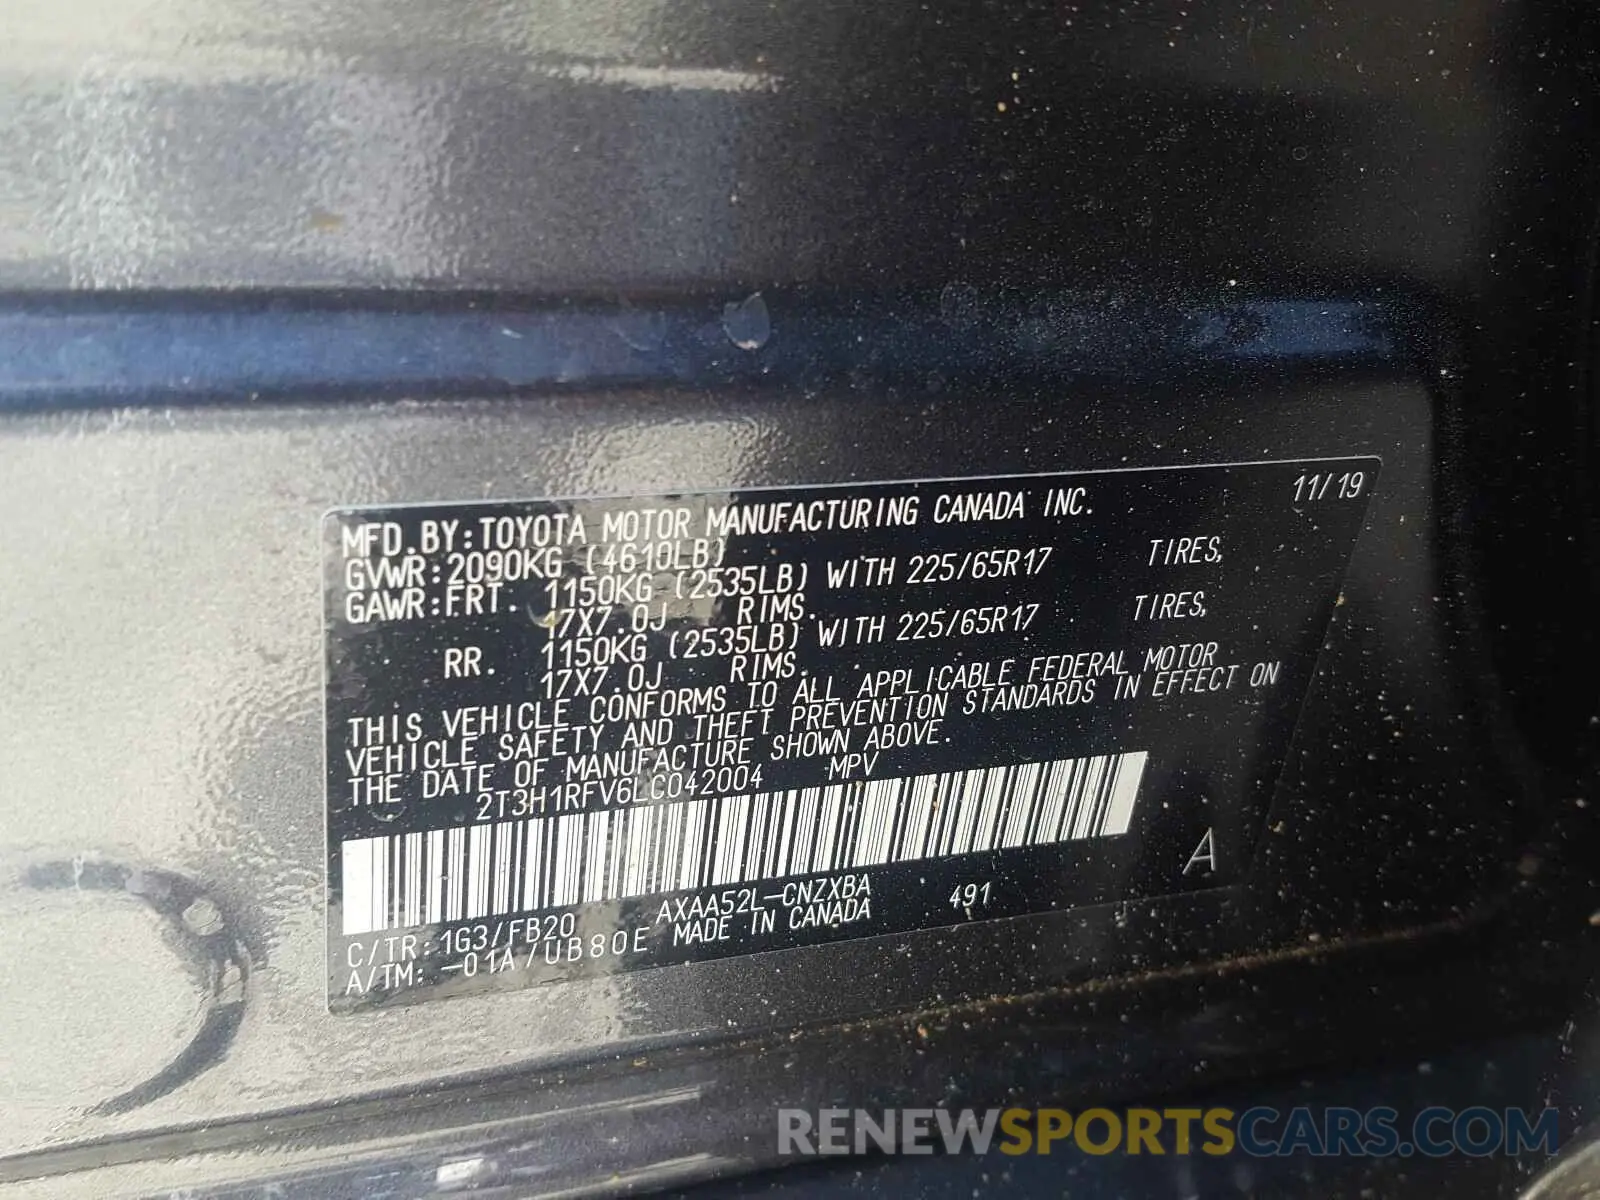 MFD.BY:TOYOTA MOTOR MANUFACTURING CANADA INC. 11/19
GVWR:2090KG (4610LB)
GAWR:FRT. 1150KG (2535LB) WITH 225/65R17 TIRES,
17X7.0J RIMS.
RR. 1150KG (2535LB) WITH 225/65R17 TIRES,
17X7.0J RIMS.
THIS VEHICLE CONFORMS TO ALL APPLICABLE FEDERAL MOTOR
VEHICLE SAFETY AND THEFT PREVENTION STANDARDS IN EFFECT ON
THE DATE OF MANUFACTURE SHOWN ABOVE.
2T3H1RFV6LC042004 MPV
A
C/TR:1G3/FB20 AXAA52L-CNZXBA 491
A/TM:-01A/UB80E MADE IN CANADA
RENEWSPORTSCARS.COM